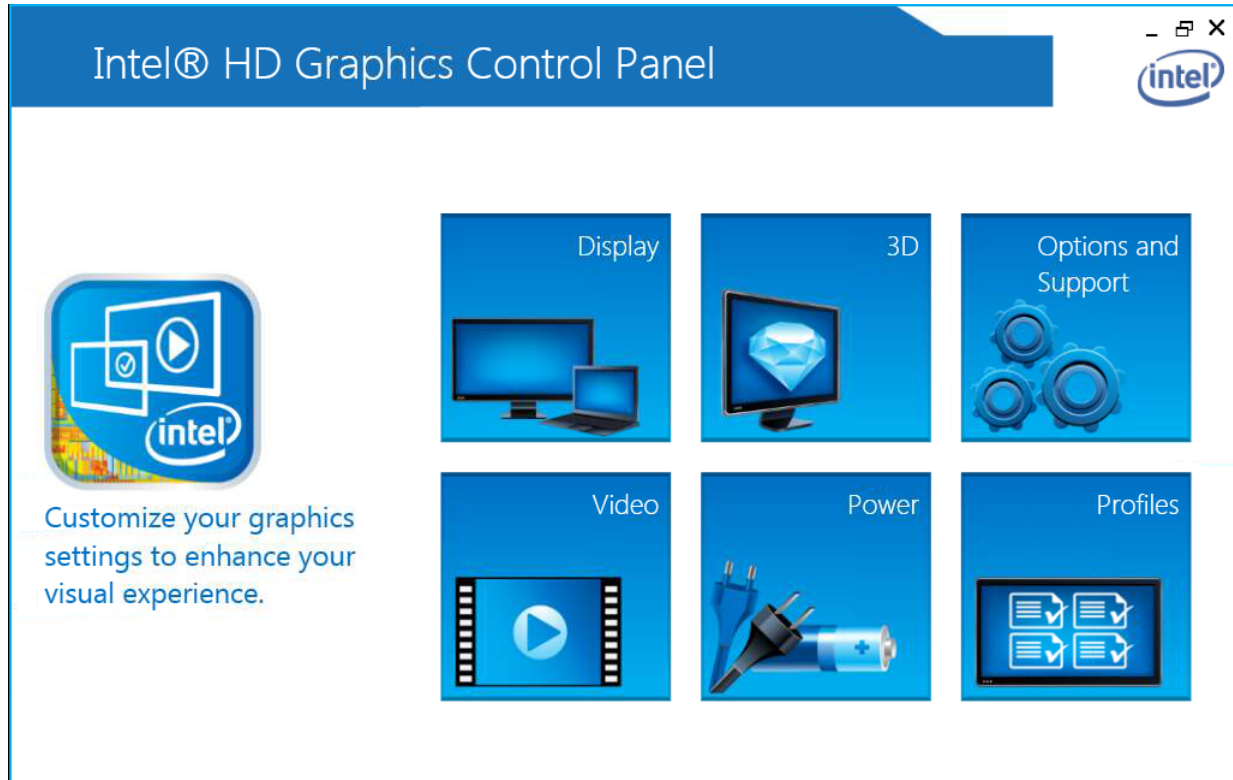 Intel® HD Graphics Control Panel
intel®
Display
3D
Options and
Support
intel®
Customize your graphics
settings to enhance your
visual experience.
Video
Power
Profiles